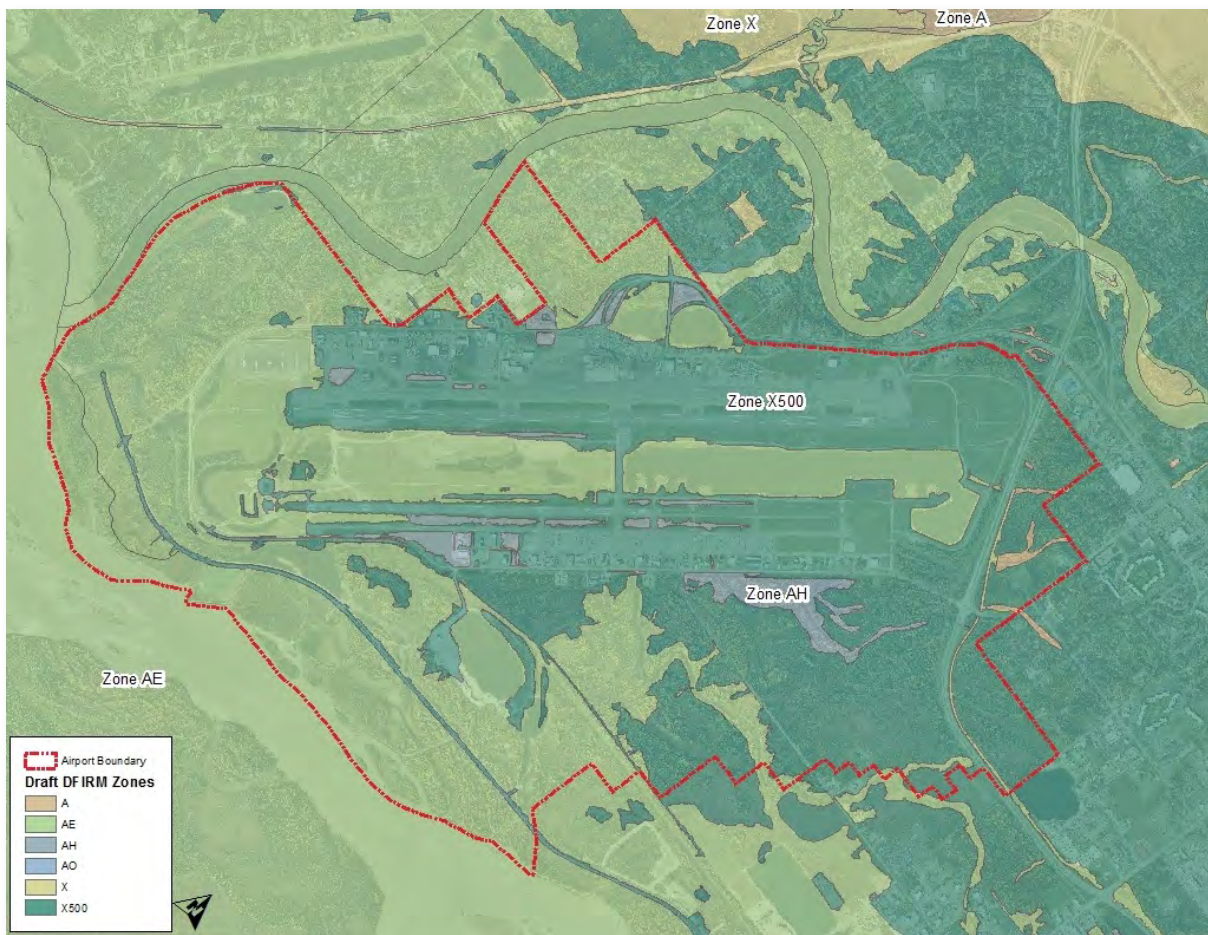 Zone X
Zone A
Zone X500
Zone AH
Zone AE
Airport Boundary
Draft DFIRM Zones
A
AE
AH
AO
X
X500
N